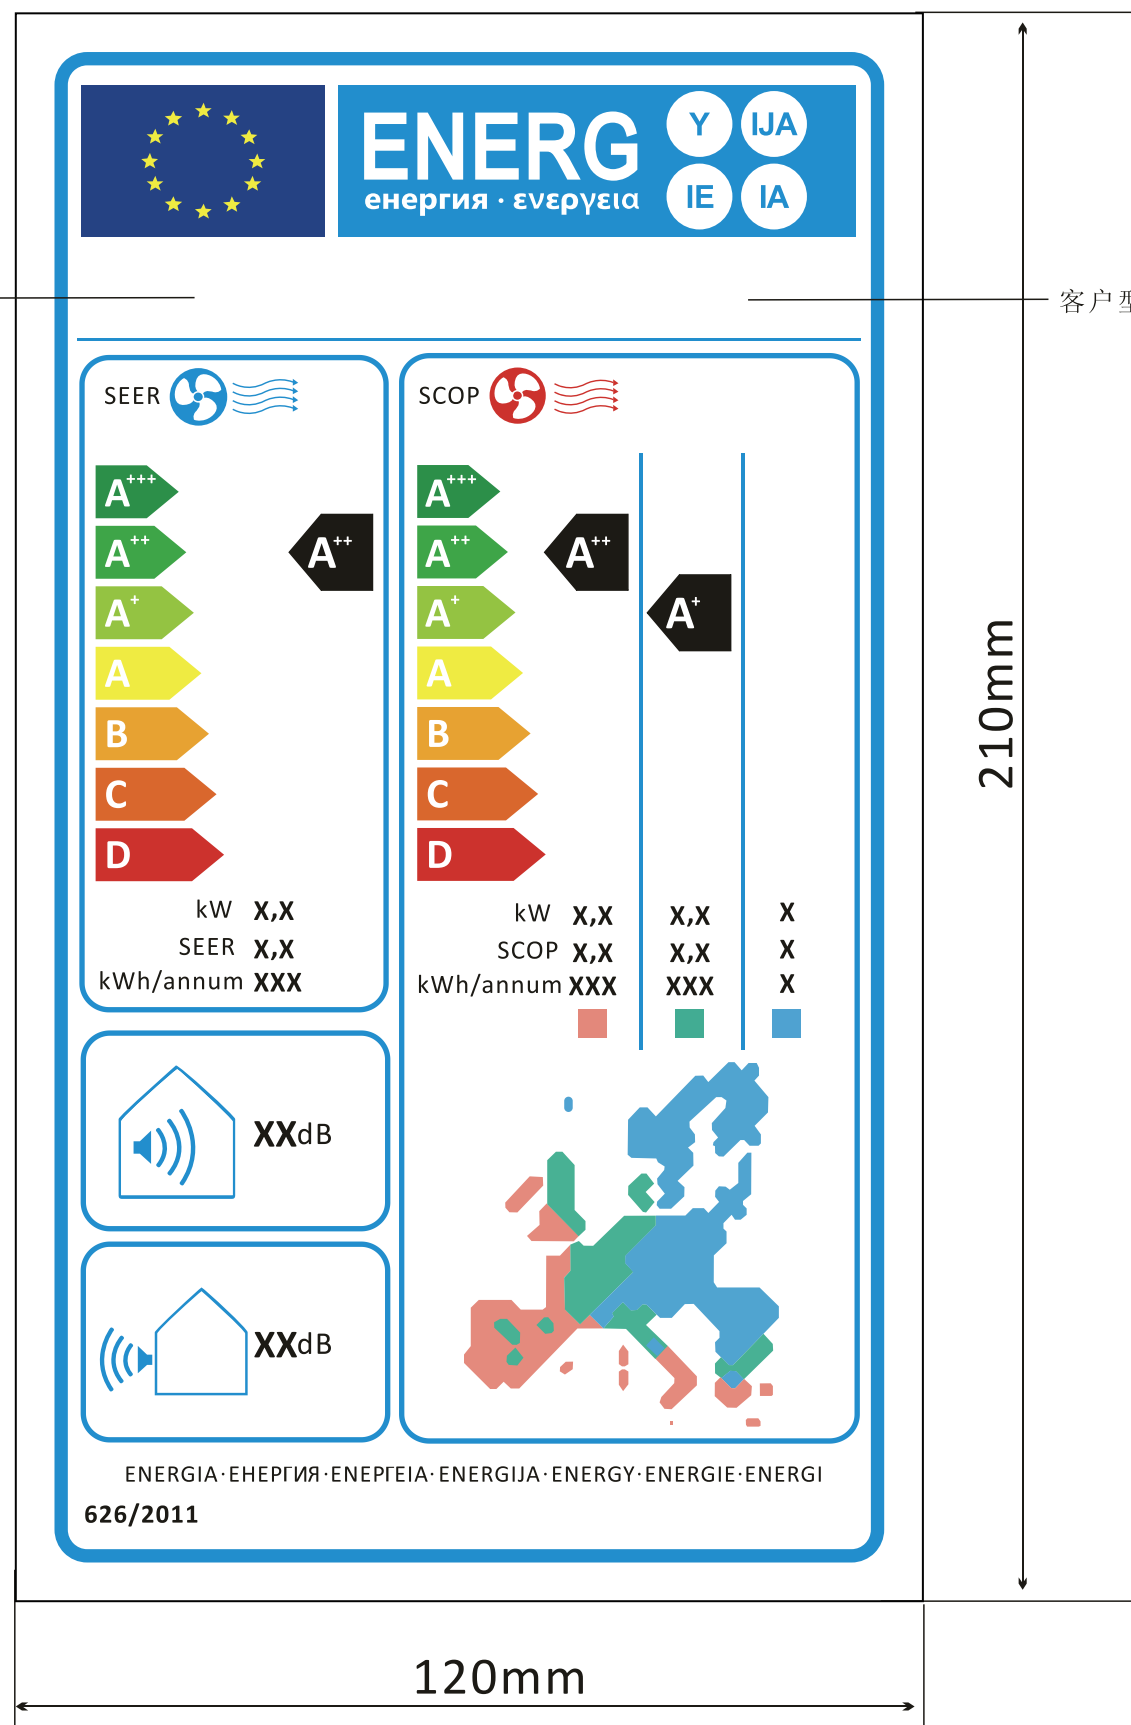 ENERG Y IJA
енергия · ενεργεια IE IA
客户型
SEER
SCOP
A+++
A++
A+
A
B
C
D
A++
A+++
A++
A+
A
B
C
D
A++
A+
kW X,X
SEER X,X
kWh/annum XXX
kW X,X X,X X
SCOP X,X X,X X
kWh/annum XXX XXX X
XXdB
XXdB
ENERGIA·ЕНЕРГИЯ·ΕΝΕΡΓΕΙΑ·ENERGIJA·ENERGY·ENERGIE·ENERGI
626/2011
210mm
120mm